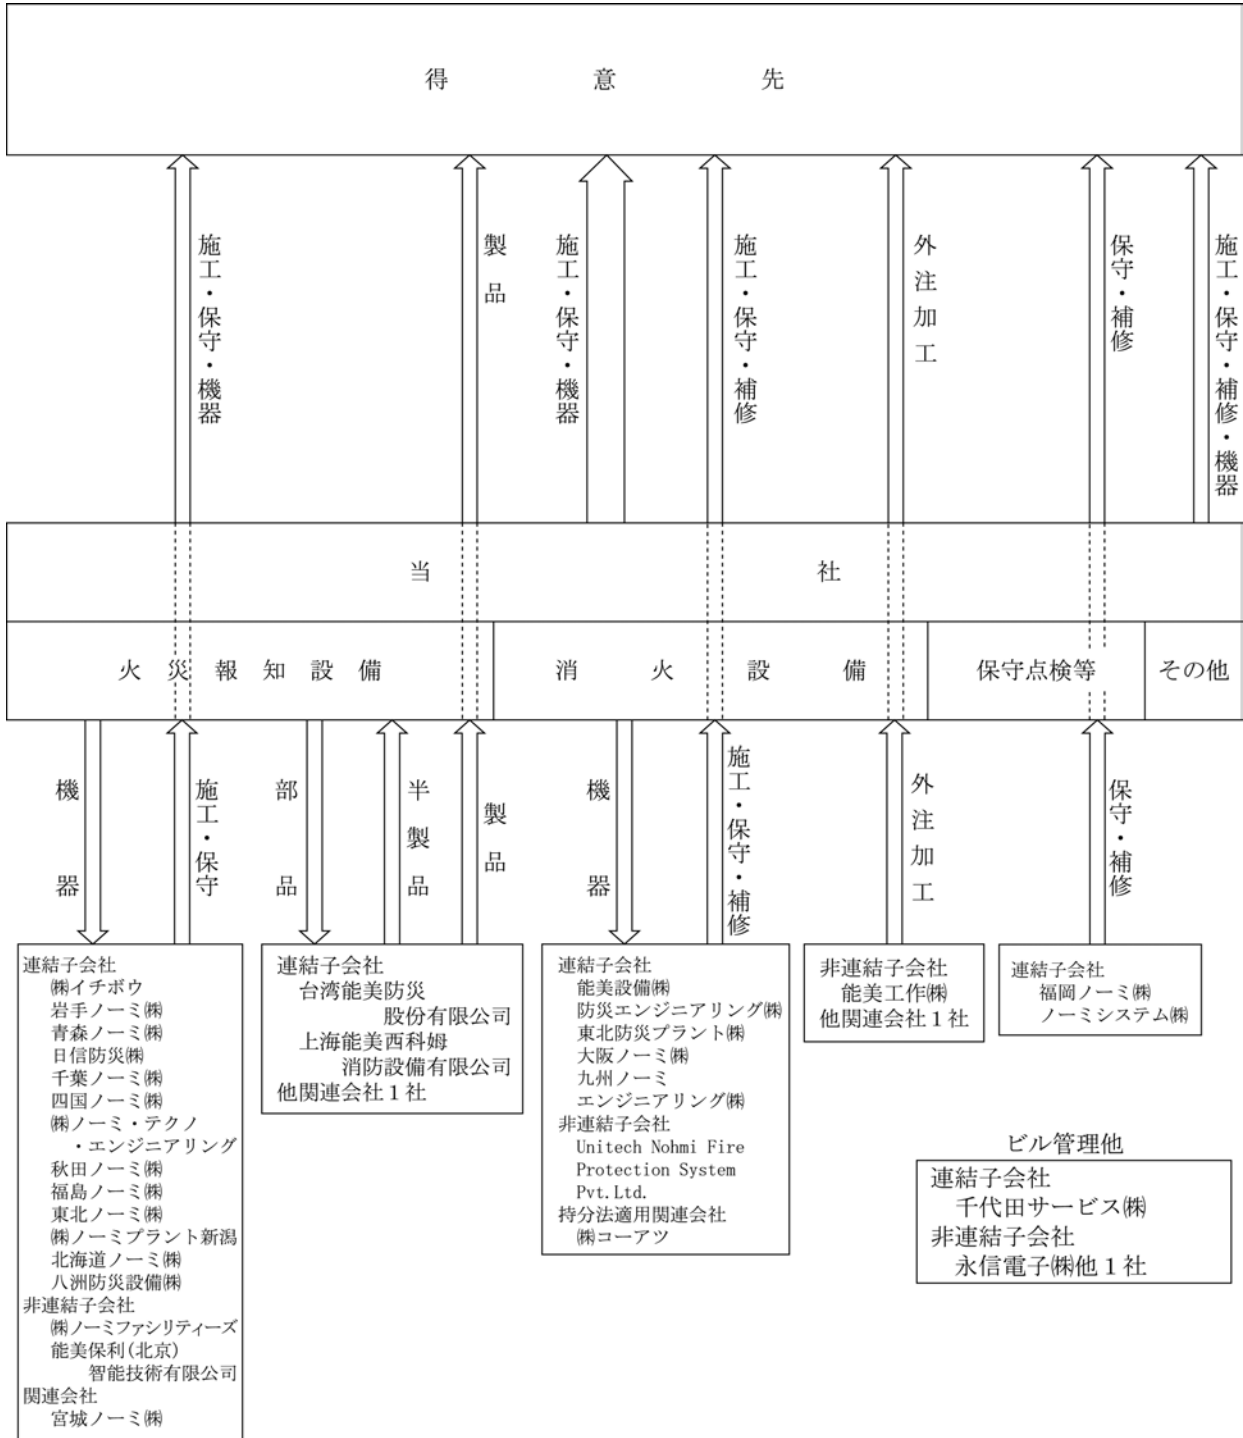 得意先
施工・保守・機器
製品
施工・保守・機器
施工・保守・補修
外注加工
保守・補修
施工・保守・補修・機器
当社
火災報知設備
消火設備
保守点検等
その他
機器
施工・保守
部品
半製品
製品
機器
施工・保守・補修
外注加工
保守・補修
連結子会社
㈱イチボウ
岩手ノーミ㈱
青森ノーミ㈱
日信防災㈱
千葉ノーミ㈱
四国ノーミ㈱
㈱ノーミ・テクノ
・エンジニアリング
秋田ノーミ㈱
福島ノーミ㈱
東北ノーミ㈱
㈱ノーミプラント新潟
北海道ノーミ㈱
八洲防災設備㈱
非連結子会社
㈱ノーミファシリティーズ
能美保利(北京)
智能技術有限公司
関連会社
宮城ノーミ㈱
連結子会社
台湾能美防災
股份有限公司
上海能美西科姆
消防設備有限公司
他関連会社1社
連結子会社
能美設備㈱
防災エンジニアリング㈱
東北防災プラント㈱
大阪ノーミ㈱
九州ノーミ
エンジニアリング㈱
非連結子会社
Unitech Nohmi Fire
Protection System
Pvt.Ltd.
持分法適用関連会社
㈱コーアツ
非連結子会社
能美工作㈱
他関連会社1社
連結子会社
福岡ノーミ㈱
ノーミシステム㈱
ビル管理他
連結子会社
千代田サービス㈱
非連結子会社
永信電子㈱他1社